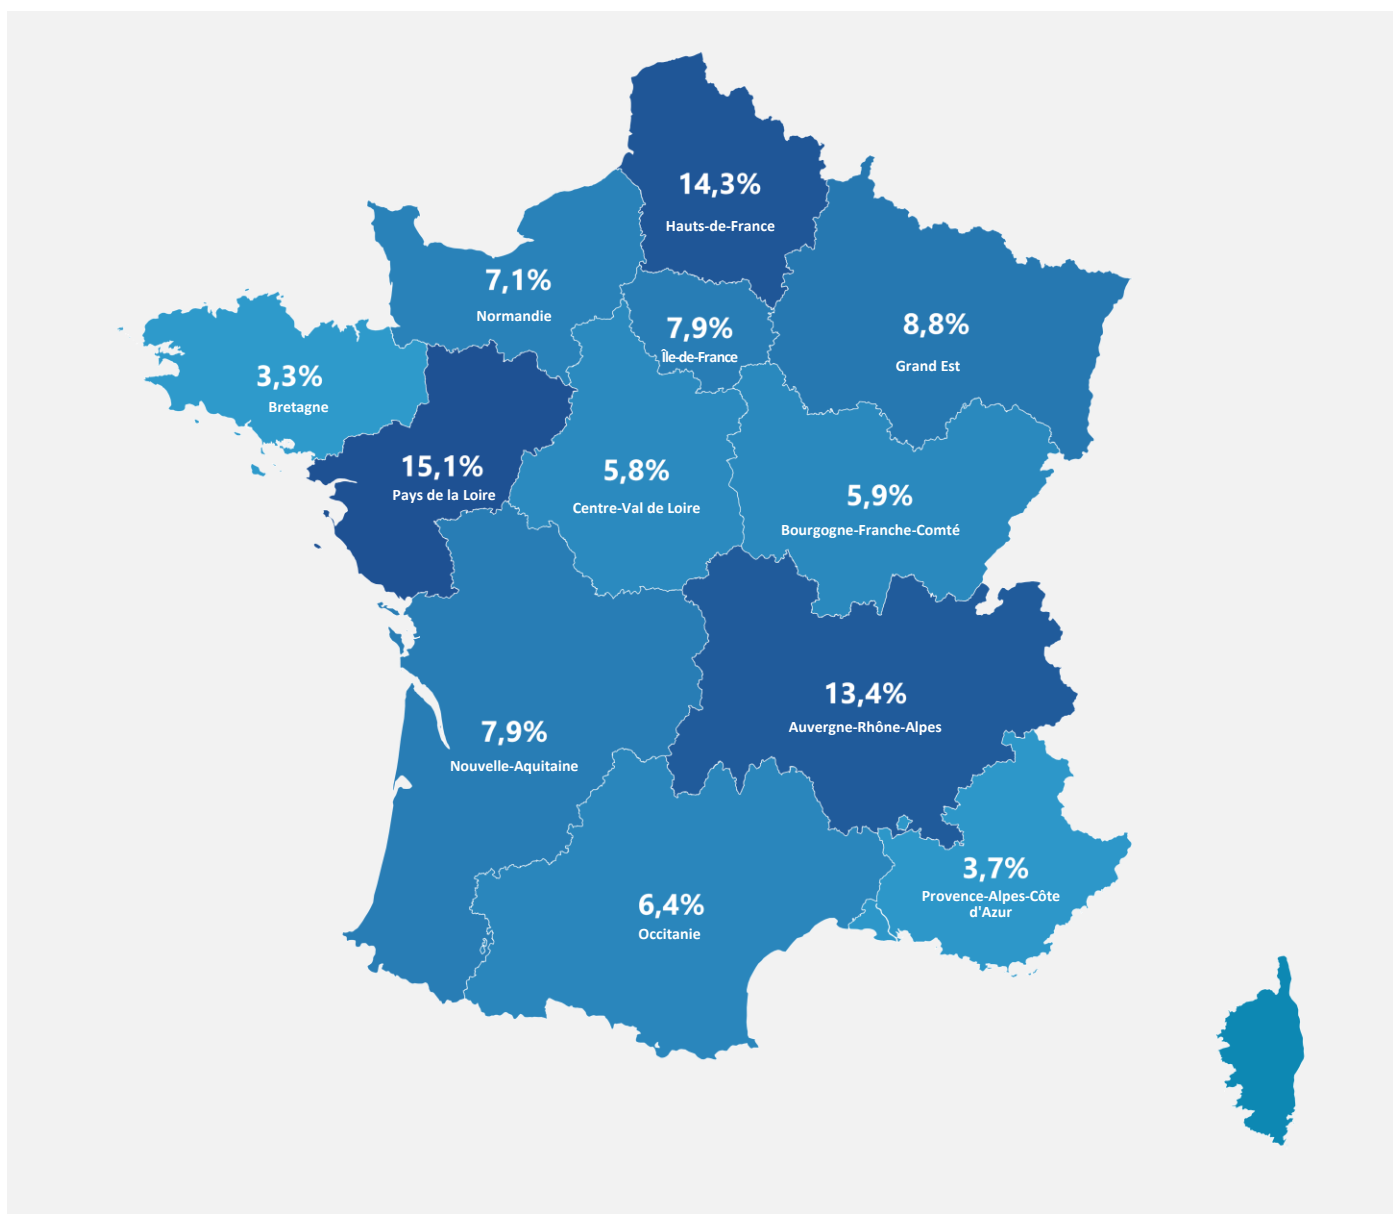 14,3%
Hauts-de-France
7,1%
Normandie
7,9%
Île-de-France
8,8%
Grand Est
3,3%
Bretagne
15,1%
Pays de la Loire
5,8%
Centre-Val de Loire
5,9%
Bourgogne-Franche-Comté
13,4%
Auvergne-Rhône-Alpes
7,9%
Nouvelle-Aquitaine
3,7%
Provence-Alpes-Côte
d'Azur
6,4%
Occitanie